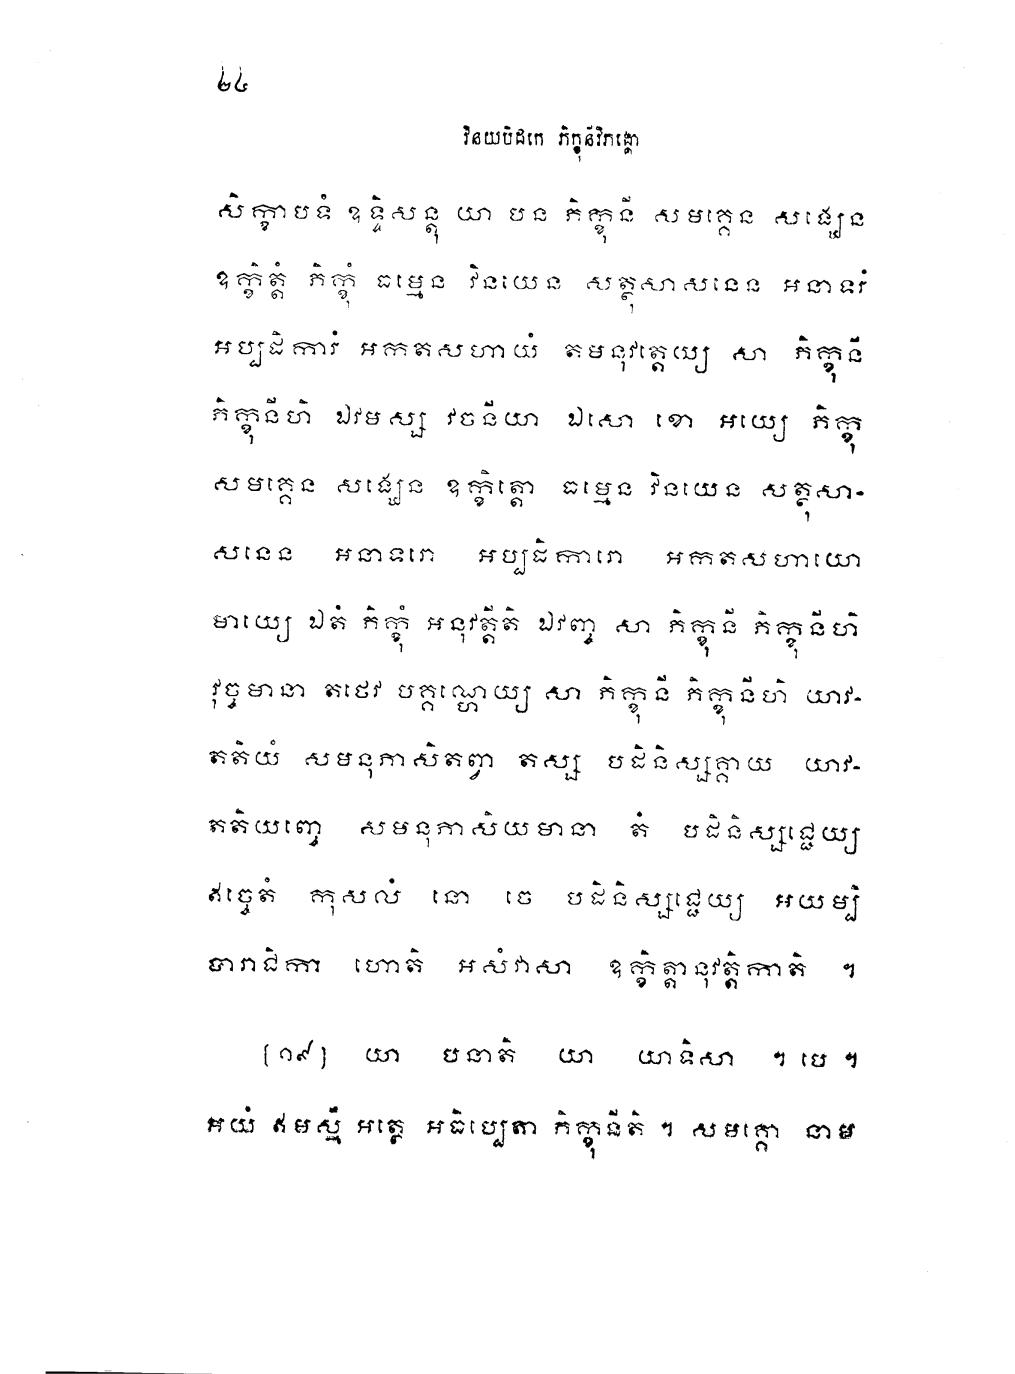 ២៤
វិនយបិដកេ ភិក្ខុនីវិភង្គោ
សិក្ខាបទំ ឧទ្ទិសន្តុ យា បន ភិក្ខុនី សមគ្គេន សង្ឃេន
ឧក្ខិត្តំ ភិក្ខុំ ធម្មេន វិនយេន សត្ថុសាសនេន អនាទរំ
អប្បដិការំ អកតសហាយំ តមនុវត្តេយ្យ សា ភិក្ខុនី
ភិក្ខុនីហិ ឯវមស្ស វចនីយា ឯសោ ខោ អយ្យេ ភិក្ខុ
សមគ្គេន សង្ឃេន ឧក្ខិត្តោ ធម្មេន វិនយេន សត្ថុសា-
សនេន អនាទរោ អប្បដិការោ អកតសហាយោ
មាយ្យេ ឯតំ ភិក្ខុំ អនុវត្តីតិ ឯវញ្ច សា ភិក្ខុនី ភិក្ខុនីហិ
វុច្ចមានា តថេវ បគ្គណ្ហេយ្យ សា ភិក្ខុនី ភិក្ខុនីហិ យាវ-
តតិយំ សមនុភាសិតព្វា តស្ស បដិនិស្សគ្គាយ យាវ-
តតិយញ្ចេ សមនុភាសិយមានា តំ បដិនិស្សជ្ជេយ្យ
ឥច្ចេតំ កុសលំ នោ ចេ បដិនិស្សជ្ជេយ្យ អយម្បិ
បារាជិកា ហោតិ អសំវាសា ឧក្ខិត្តានុវត្តិកាតិ ។
[១៩] យា បនាតិ យា យាទិសា ។ បេ ។
អយំ ឥមស្មឹ អត្ថេ អធិប្បេតា ភិក្ខុនីតិ ។ សមគ្គោ នាម